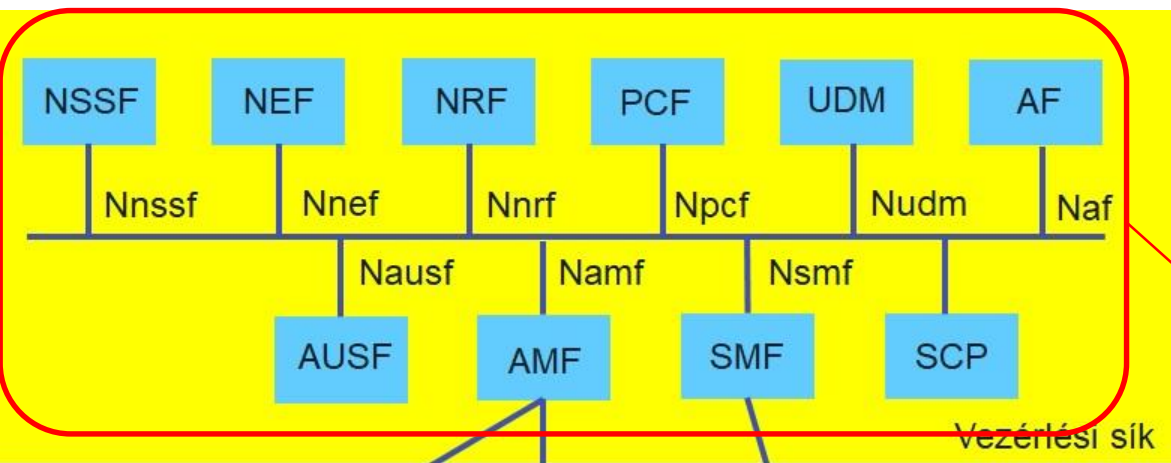 NSSF NEF NRF PCF UDM AF
Nnssf Nnef Nnrf Npcf Nudm Naf
Nausf Namf Nsmf
AUSF AMF SMF SCP
Vezérlési sík